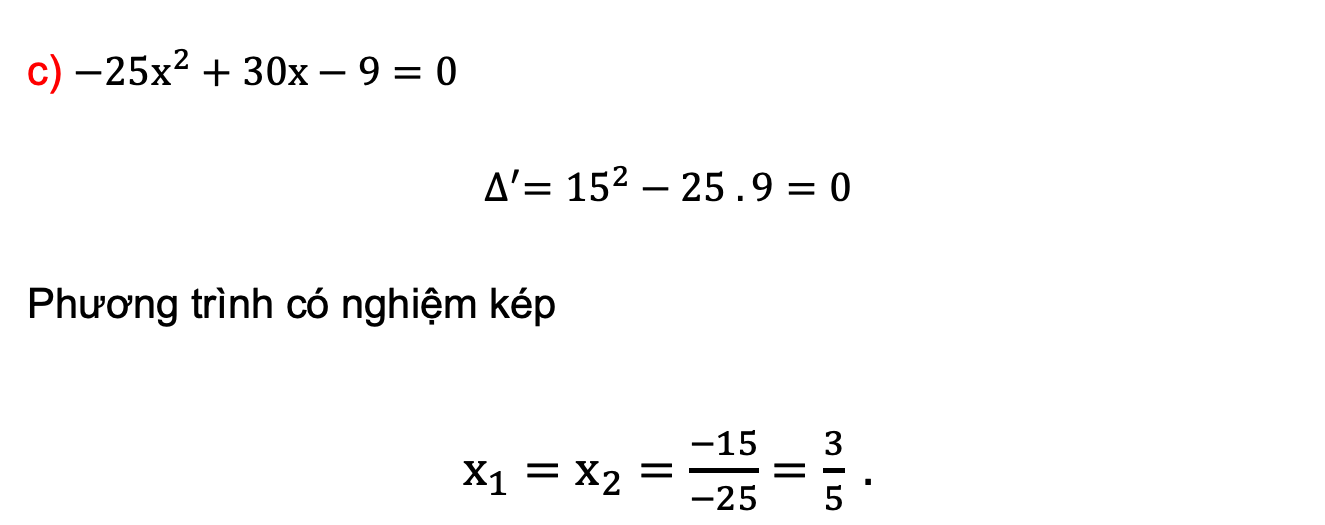 c) −25x² + 30x − 9 = 0
Δ′= 15² − 25 . 9 = 0
Phương trình có nghiệm kép
x₁ = x₂ = −15/−25 = 3/5 .